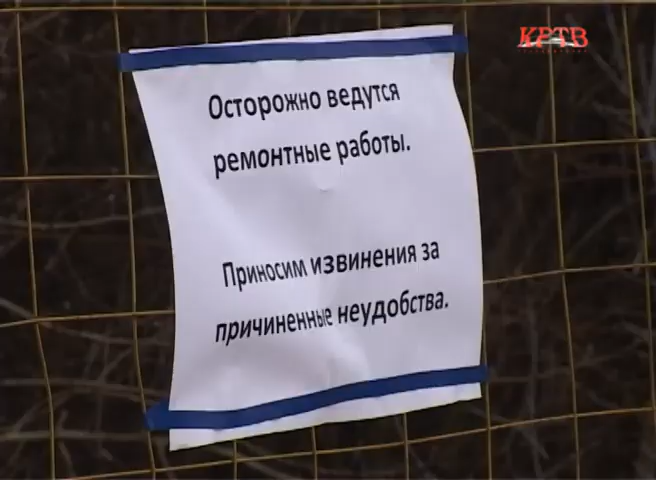 КРТВ
Осторожно ведутся
ремонтные работы.
Приносим извинения за
причиненные неудобства.